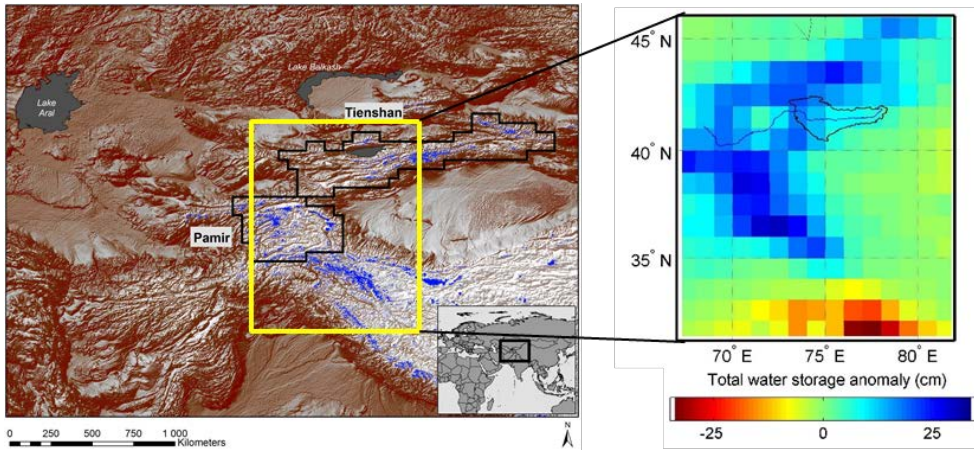 Lake Balkash
Lake
Aral
Tienshan
Pamir
0 250 500 750 1 000
Kilometers
N
45° N
40° N
35° N
70° E 75° E 80° E
Total water storage anomaly (cm)
-25 0 25